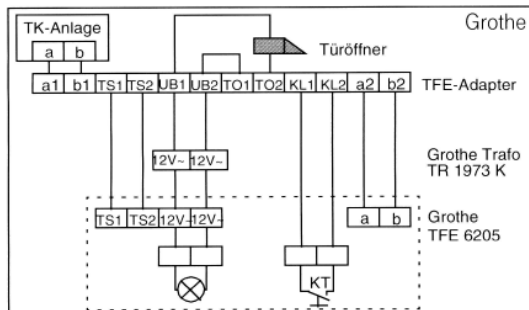 Grothe
TK-Anlage
a b
Türöffner
a1 b1 TS1 TS2 UB1 UB2 TO1 TO2 KL1 KL2 a2 b2
TFE-Adapter
12V~ 12V~
Grothe Trafo
TR 1973 K
TS1 TS2 12V~ 12V~
a b
Grothe
TFE 6205
KT